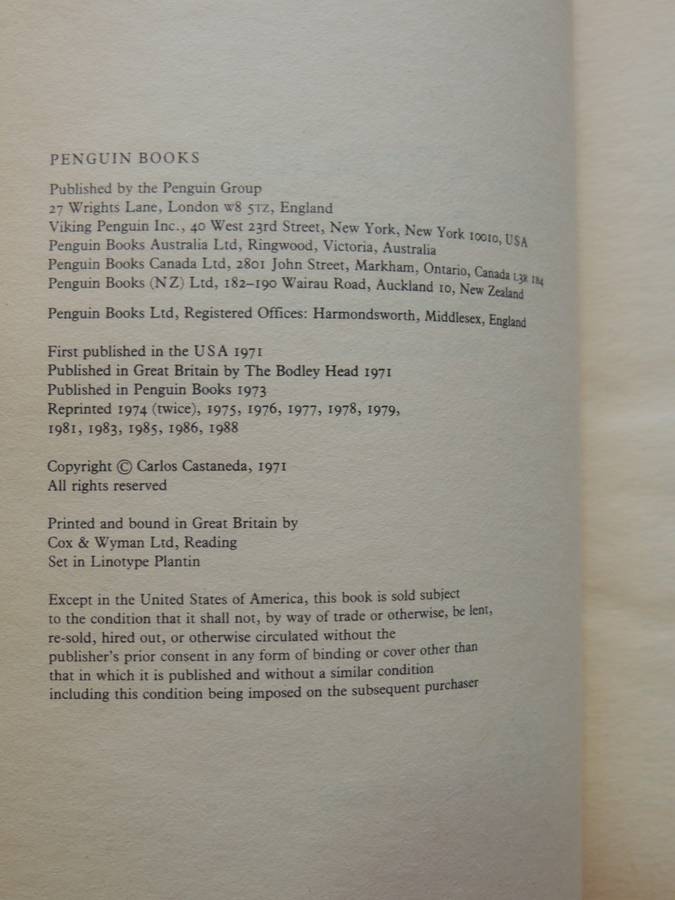 PENGUIN BOOKS
Published by the Penguin Group
27 Wrights Lane, London W8 5TZ, England
Viking Penguin Inc., 40 West 23rd Street, New York, New York 10010, USA
Penguin Books Australia Ltd, Ringwood, Victoria, Australia
Penguin Books Canada Ltd, 2801 John Street, Markham, Ontario, Canada L3R 1B4
Penguin Books (NZ) Ltd, 182–190 Wairau Road, Auckland 10, New Zealand
Penguin Books Ltd, Registered Offices: Harmondsworth, Middlesex, England
First published in the USA 1971
Published in Great Britain by The Bodley Head 1971
Published in Penguin Books 1973
Reprinted 1974 (twice), 1975, 1976, 1977, 1978, 1979,
1981, 1983, 1985, 1986, 1988
Copyright © Carlos Castaneda, 1971
All rights reserved
Printed and bound in Great Britain by
Cox & Wyman Ltd, Reading
Set in Linotype Plantin
Except in the United States of America, this book is sold subject
to the condition that it shall not, by way of trade or otherwise, be lent,
re-sold, hired out, or otherwise circulated without the
publisher's prior consent in any form of binding or cover other than
that in which it is published and without a similar condition
including this condition being imposed on the subsequent purchaser